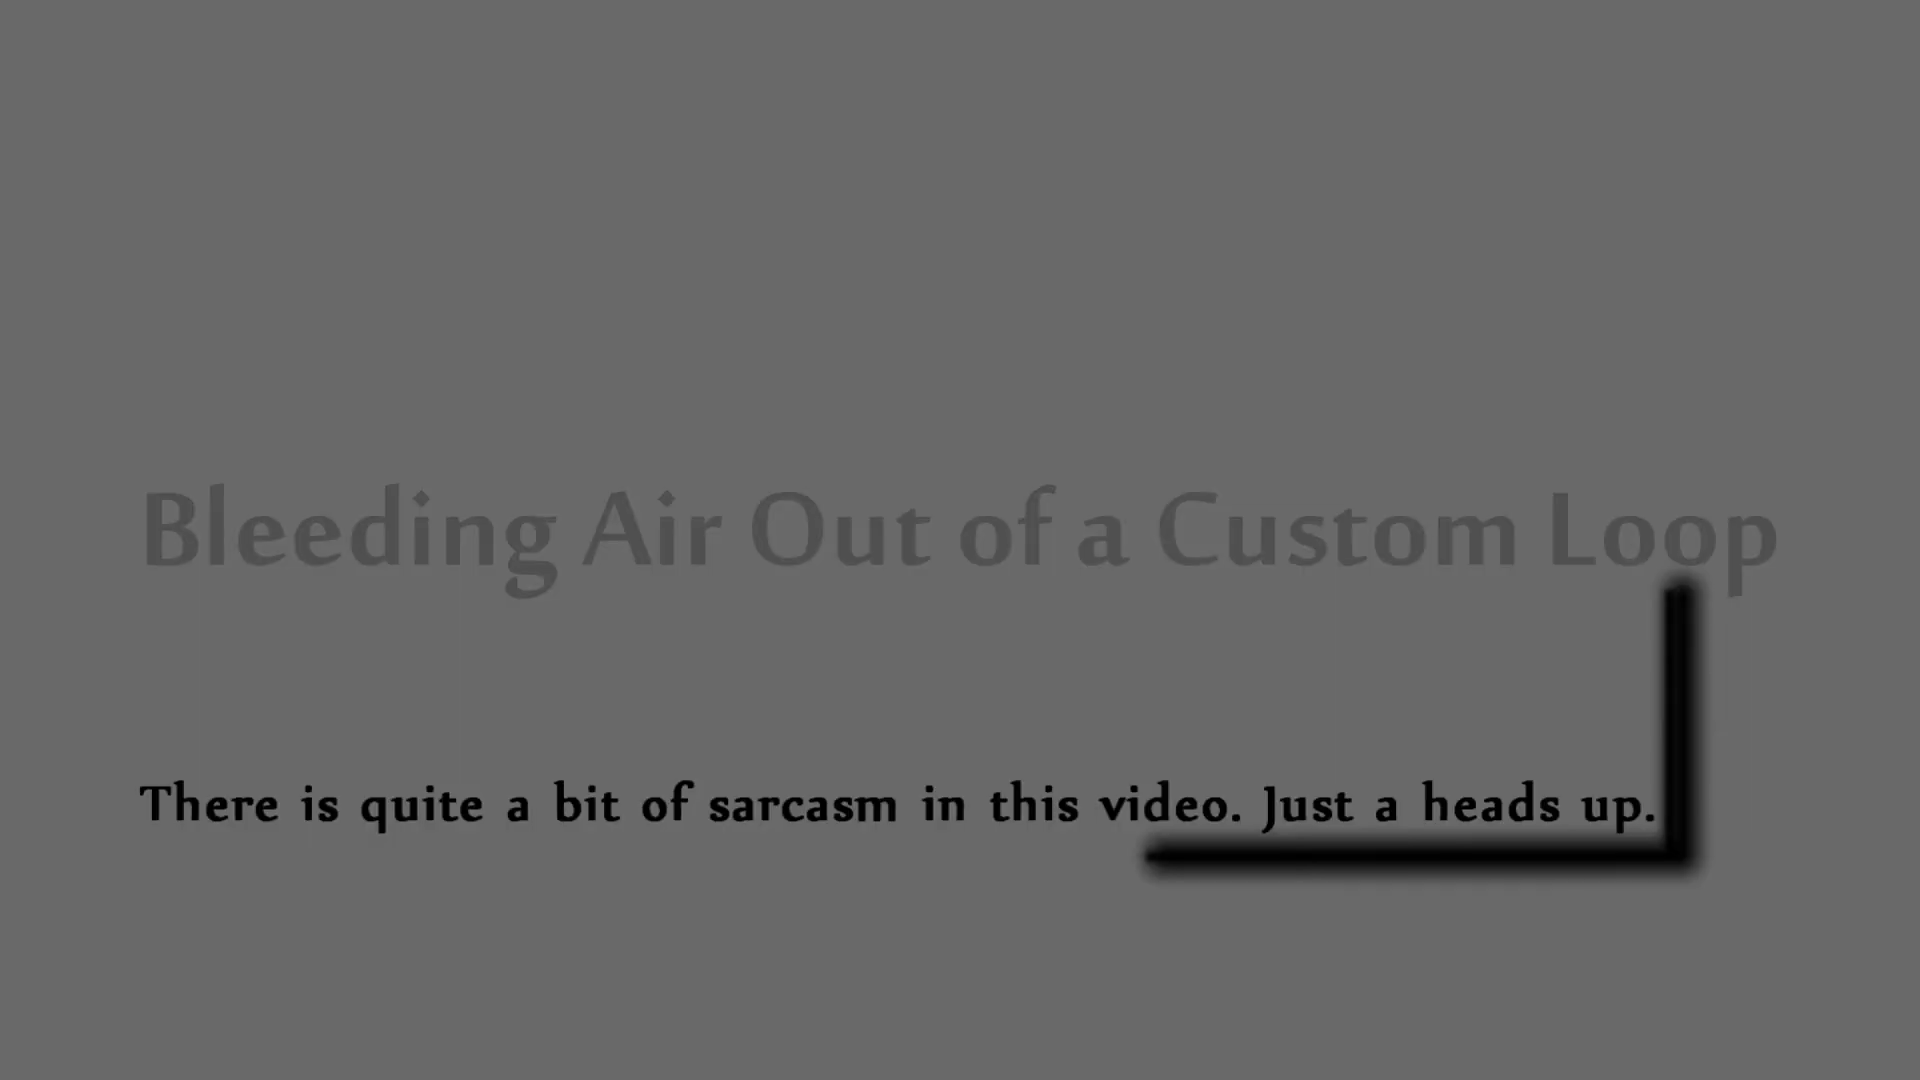 Bleeding Air Out of a Custom Loop
There is quite a bit of sarcasm in this video. Just a heads up.